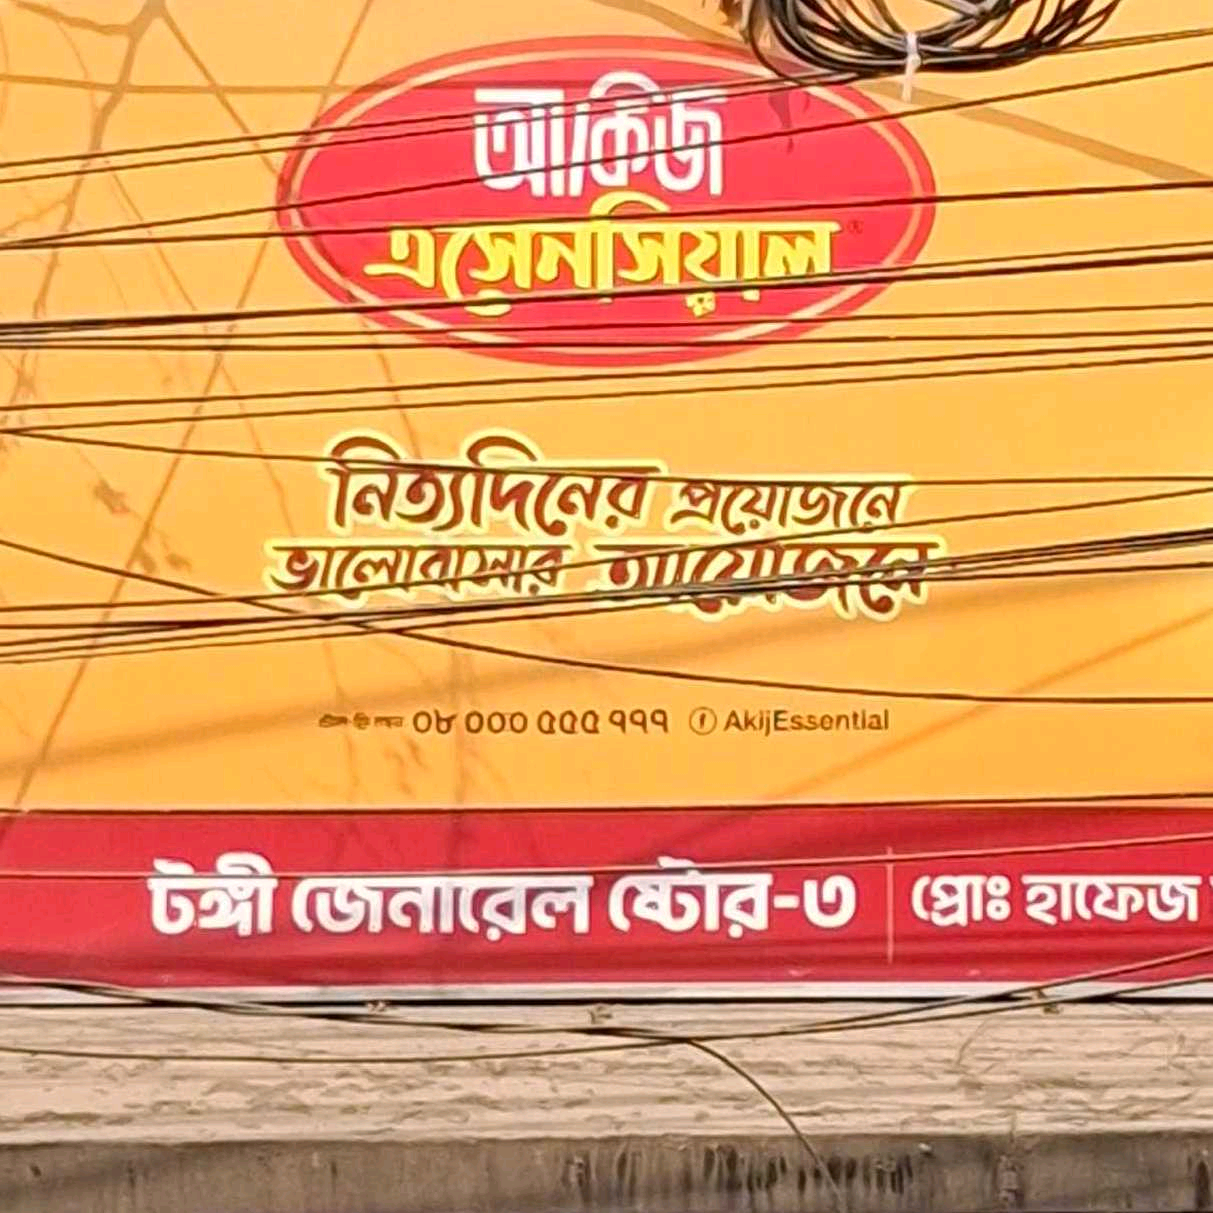 আকিজ
এসেনসিয়াল
নিত্যদিনের প্রয়োজনে
ভালোবাসার আয়োজনে
০৮ ০০০ ৫৫৫ ৭৭৭ AkijEssential
টঙ্গী জেনারেল ষ্টোর-৩ প্রোঃ হাফেজ